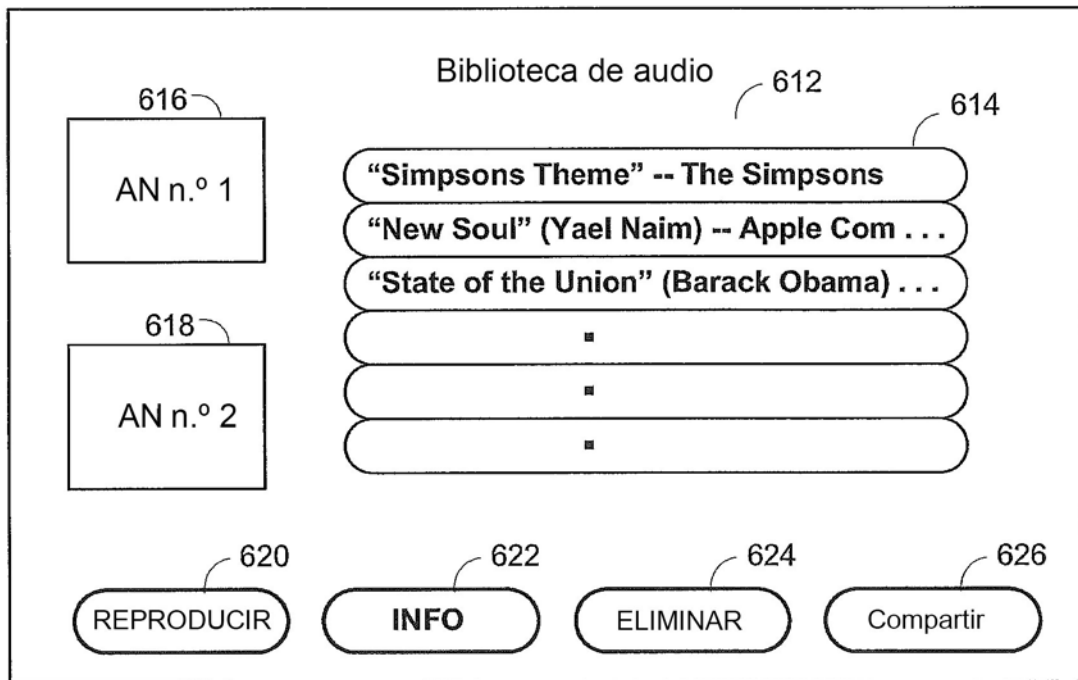 Biblioteca de audio
612
614
616
AN n.º 1
"Simpsons Theme" -- The Simpsons
"New Soul" (Yael Naim) -- Apple Com . . .
"State of the Union" (Barack Obama) . . .
618
AN n.º 2
620
622
624
626
REPRODUCIR
INFO
ELIMINAR
Compartir